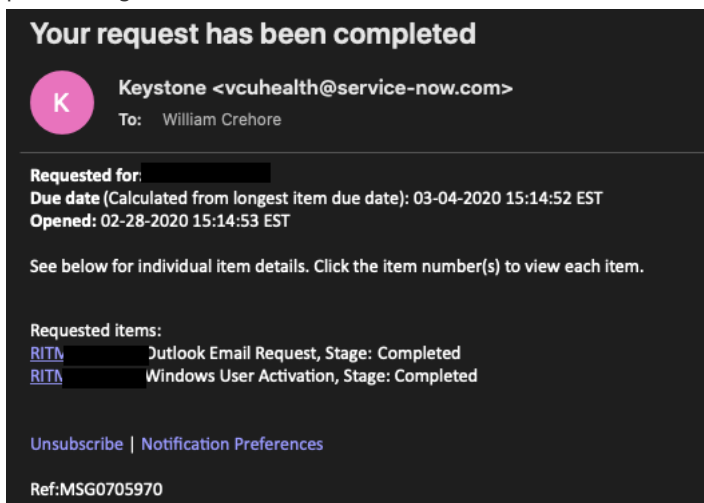 Your request has been completed
K
Keystone <vcuhealth@service-now.com>
To: William Crehore
Requested for:
Due date (Calculated from longest item due date): 03-04-2020 15:14:52 EST
Opened: 02-28-2020 15:14:53 EST
See below for individual item details. Click the item number(s) to view each item.
Requested items:
RITM Outlook Email Request, Stage: Completed
RITM Windows User Activation, Stage: Completed
Unsubscribe | Notification Preferences
Ref:MSG0705970